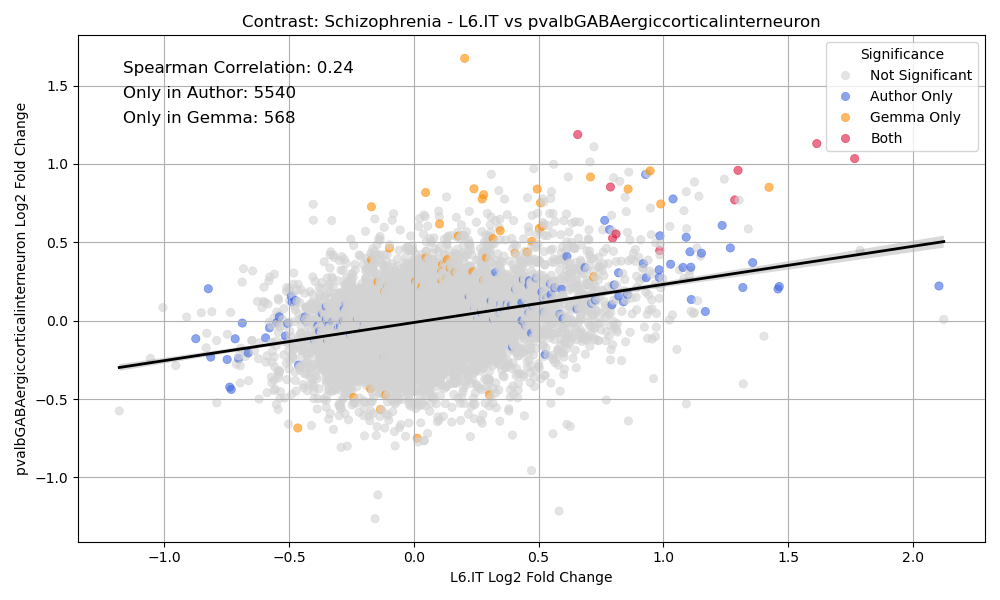 Contrast: Schizophrenia - L6.IT vs pvalbGABAergiccorticalinterneuron
Spearman Correlation: 0.24
Only in Author: 5540
Only in Gemma: 568
Significance
Not Significant
Author Only
Gemma Only
Both
pvalbGABAergiccorticalinterneuron Log2 Fold Change
1.5
1.0
0.5
0.0
−0.5
−1.0
−1.0 −0.5 0.0 0.5 1.0 1.5 2.0
L6.IT Log2 Fold Change